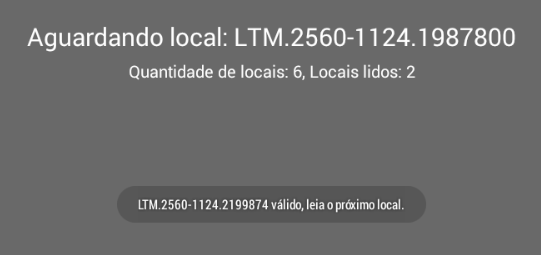 Aguardando local: LTM.2560-1124.1987800
Quantidade de locais: 6, Locais lidos: 2
LTM.2560-1124.2199874 válido, leia o próximo local.